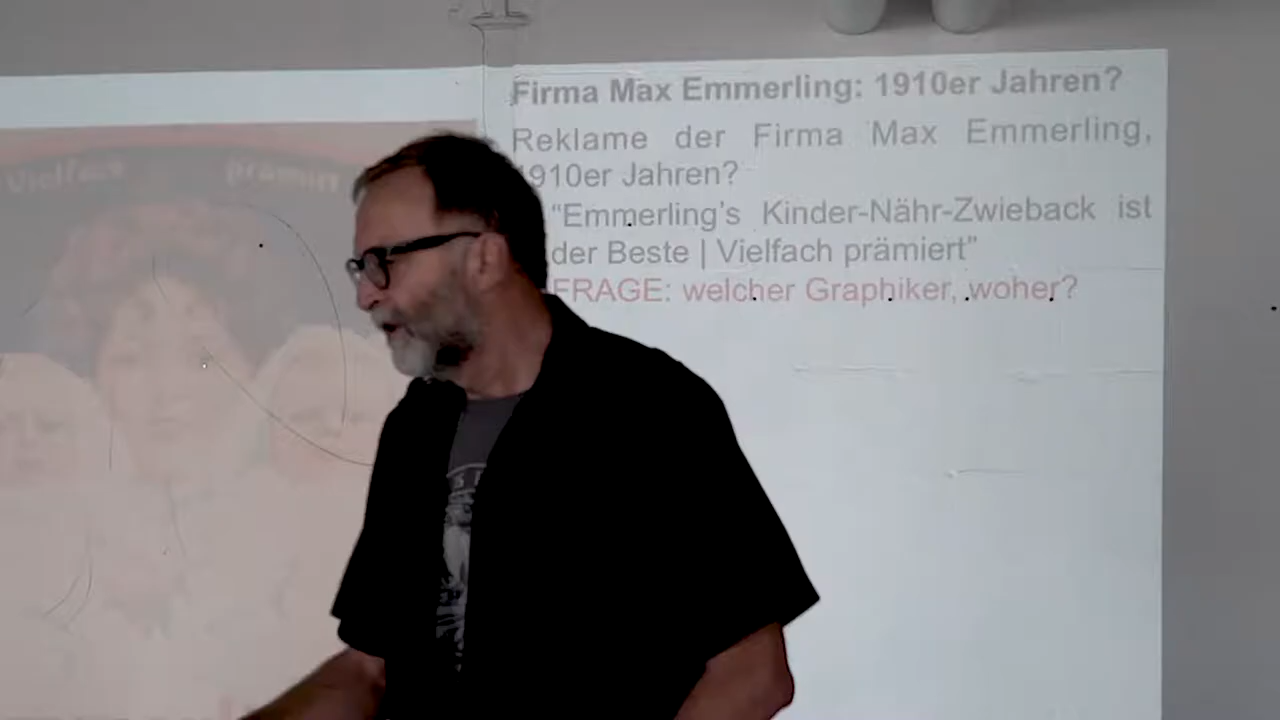 Vielfach prämiirt
Firma Max Emmerling: 1910er Jahren?
Reklame der Firma Max Emmerling,
1910er Jahren?
“Emmerling’s Kinder-Nähr-Zwieback ist
der Beste | Vielfach prämiert”
FRAGE: welcher Graphiker, woher?